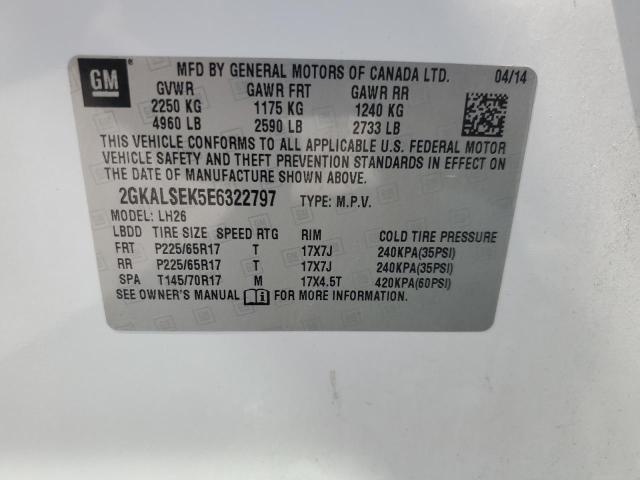 GM
MFD BY GENERAL MOTORS OF CANADA LTD. 04/14
GVWR GAWR FRT GAWR RR
2250 KG 1175 KG 1240 KG
4960 LB 2590 LB 2733 LB
THIS VEHICLE CONFORMS TO ALL APPLICABLE U.S. FEDERAL MOTOR
VEHICLE SAFETY AND THEFT PREVENTION STANDARDS IN EFFECT ON
THE DATE OF MANUFACTURE SHOWN ABOVE.
2GKALSEK5E6322797 TYPE: M.P.V.
MODEL: LH26
LBDD TIRE SIZE SPEED RTG RIM COLD TIRE PRESSURE
FRT P225/65R17 T 17X7J 240KPA(35PSI)
RR P225/65R17 T 17X7J 240KPA(35PSI)
SPA T145/70R17 M 17X4.5T 420KPA(60PSI)
SEE OWNER'S MANUAL FOR MORE INFORMATION.